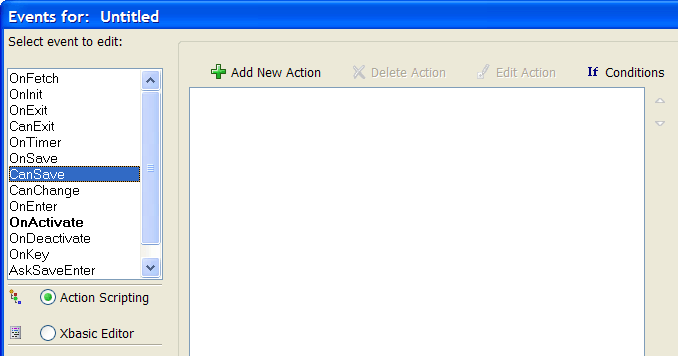 Events for: Untitled
Select event to edit:
Add New Action Delete Action Edit Action If Conditions
OnFetch
OnInit
OnExit
CanExit
OnTimer
OnSave
CanSave
CanChange
OnEnter
OnActivate
OnDeactivate
OnKey
AskSaveEnter
Action Scripting
Xbasic Editor